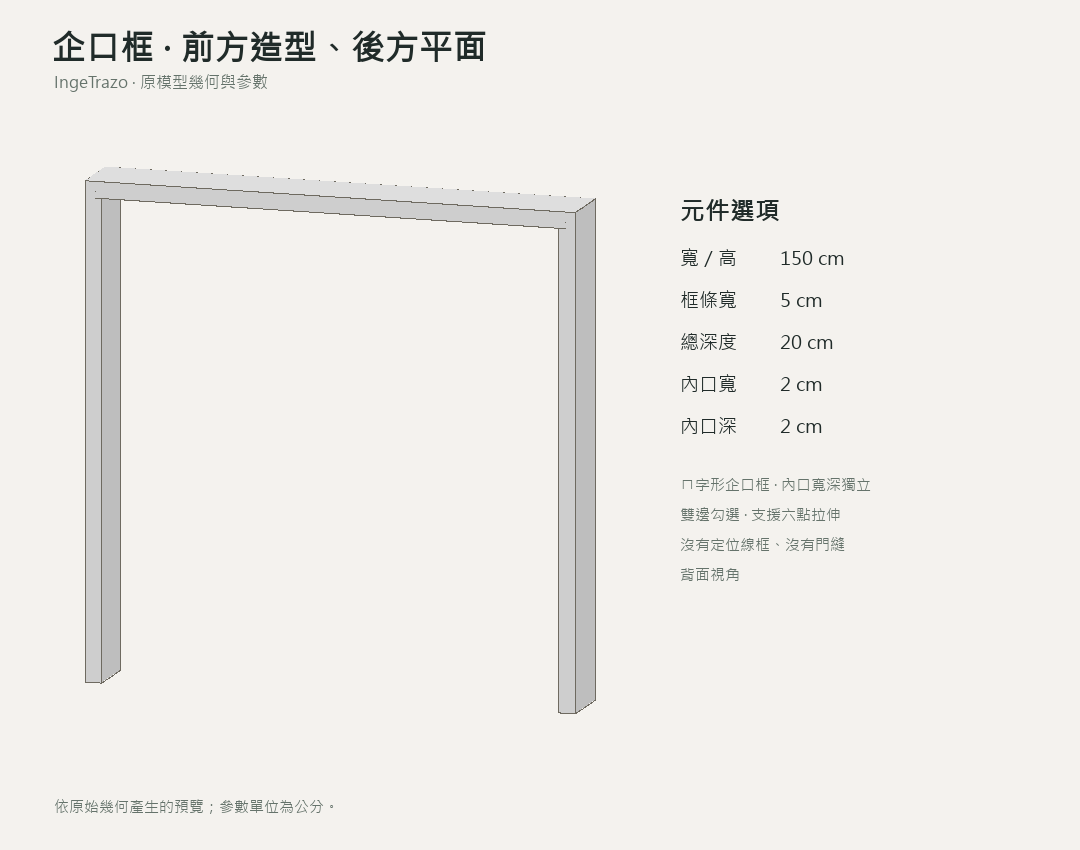 企口框 · 前方造型、後方平面
IngeTrazo · 原模型幾何與參數
元件選項
寬 / 高 150 cm
框條寬 5 cm
總深度 20 cm
內口寬 2 cm
內口深 2 cm
ㄇ字形企口框 · 內口寬深獨立
雙邊勾選 · 支援六點拉伸
沒有定位線框、沒有門縫
背面視角
依原始幾何產生的預覽；參數單位為公分。